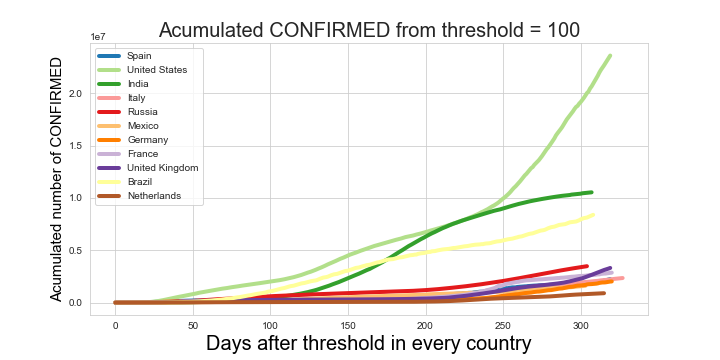 Acumulated CONFIRMED from threshold = 100
1e7
Acumulated number of CONFIRMED
2.0
1.5
1.0
0.5
0.0
Spain
United States
India
Italy
Russia
Mexico
Germany
France
United Kingdom
Brazil
Netherlands
0 50 100 150 200 250 300
Days after threshold in every country